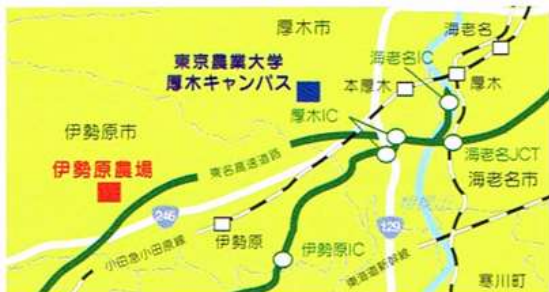 厚木市
海老名
海老名IC
東京農業大学
厚木キャンパス
本厚木
厚木
厚木IC
伊勢原市
東名高速道路
海老名JCT
伊勢原農場
海老名市
246
伊勢原
129
小田急小田原線
伊勢原IC
東海道新幹線
寒川町